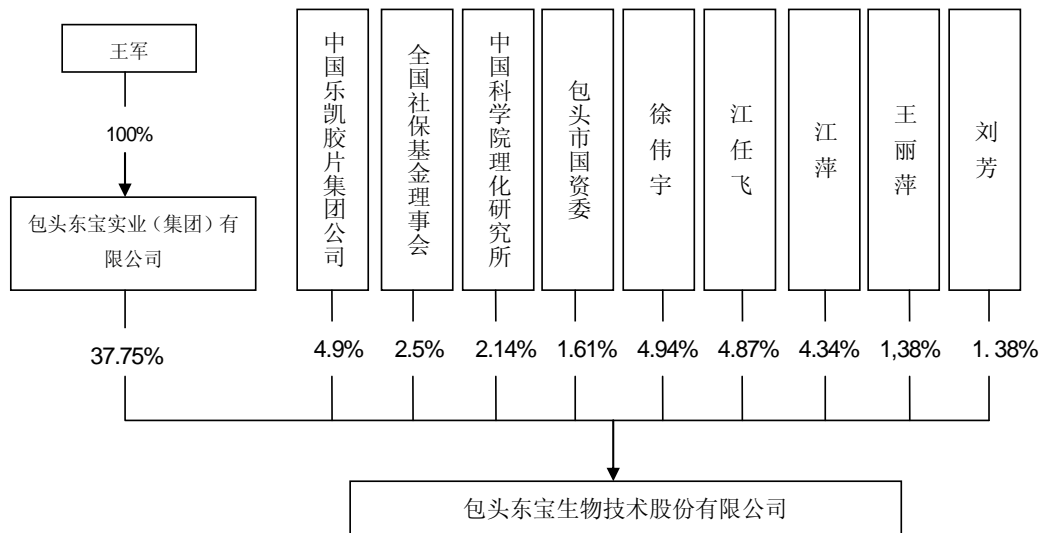 王军
100%
包头东宝实业（集团）有
限公司
中国乐凯胶片集团公司
全国社保基金理事会
中国科学院理化研究所
包头市国资委
徐伟宇
江任飞
江萍
王丽萍
刘芳
37.75%
4.9%
2.5%
2.14%
1.61%
4.94%
4.87%
4.34%
1,38%
1. 38%
包头东宝生物技术股份有限公司